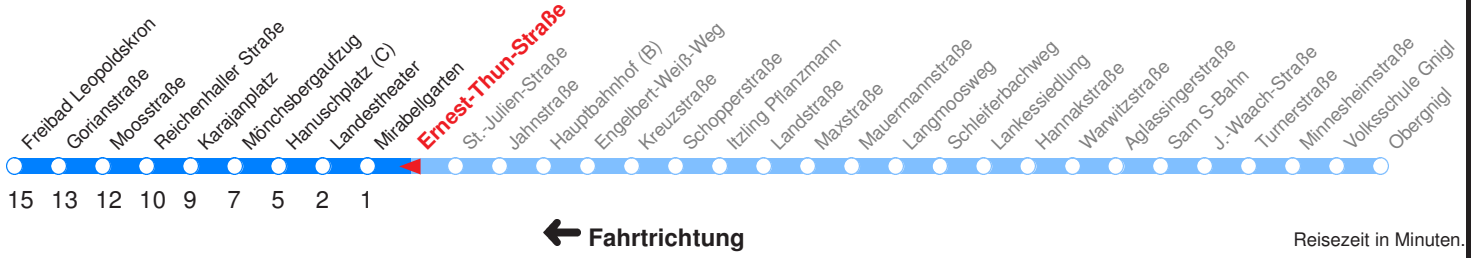 Freibad Leopoldskron
Gorianstraße
Moosstraße
Reichenhaller Straße
Karajanplatz
Mönchsbergaufzug
Hanuschplatz (C)
Landestheater
Mirabellgarten
Ernest-Thun-Straße
St.-Julien-Straße
Jahnstraße
Hauptbahnhof (B)
Engelbert-Weiß-Weg
Kreuzstraße
Schopperstraße
Itzling Pflanzmann
Landstraße
Maxstraße
Mauermannstraße
Langmoosweg
Schleiferbachweg
Lankessiedlung
Hannakstraße
Warwitzstraße
Aglassingerstraße
Sam S-Bahn
J.-Waach-Straße
Turnerstraße
Minnesheimstraße
Volksschule Gnigl
Obergnigl
15 13 12 10 9 7 5 2 1
Fahrtrichtung
Reisezeit in Minuten.